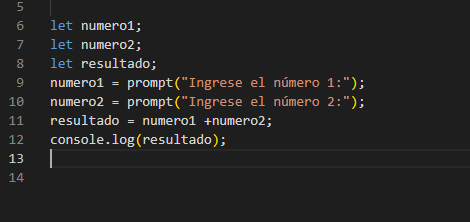 5
6 let numero1;
7 let numero2;
8 let resultado;
9 numero1 = prompt("Ingrese el número 1:");
10 numero2 = prompt("Ingrese el número 2:");
11 resultado = numero1 +numero2;
12 console.log(resultado);
13
14